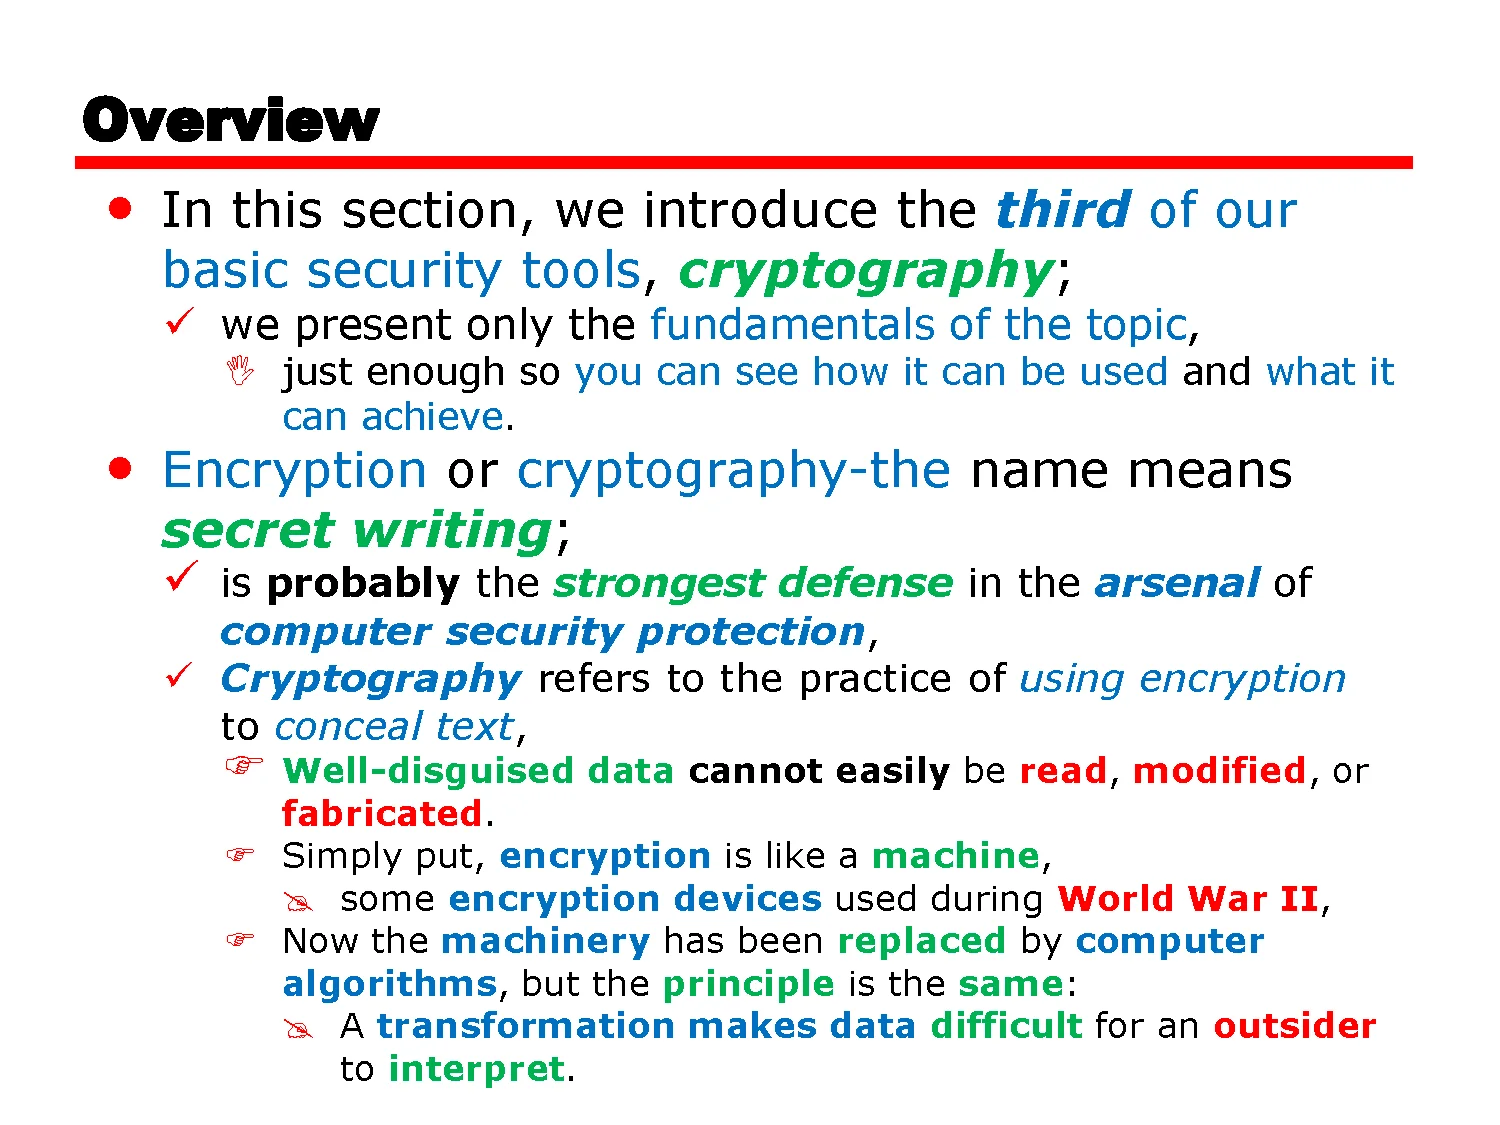 Overview
• In this section, we introduce the third of our
basic security tools, cryptography;
✓ we present only the fundamentals of the topic,
just enough so you can see how it can be used and what it
can achieve.
• Encryption or cryptography-the name means
secret writing;
✓ is probably the strongest defense in the arsenal of
computer security protection,
✓ Cryptography refers to the practice of using encryption
to conceal text,
☞ Well-disguised data cannot easily be read, modified, or
fabricated.
☞ Simply put, encryption is like a machine,
some encryption devices used during World War II,
☞ Now the machinery has been replaced by computer
algorithms, but the principle is the same:
A transformation makes data difficult for an outsider
to interpret.